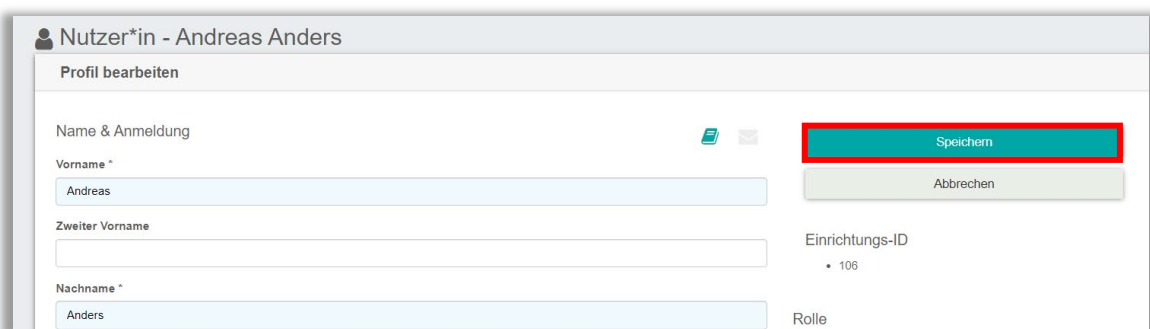 Nutzer*in - Andreas Anders
Profil bearbeiten
Name & Anmeldung
Vorname *
Andreas
Zweiter Vorname
Nachname *
Anders
Speichern
Abbrechen
Einrichtungs-ID
• 106
Rolle